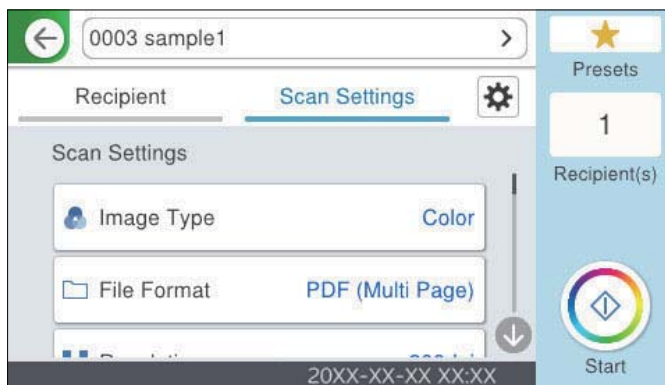 0003 sample1
Presets
Recipient
Scan Settings
1
Recipient(s)
Scan Settings
Image Type
Color
File Format
PDF (Multi Page)
20XX-XX-XX XX:XX
Start